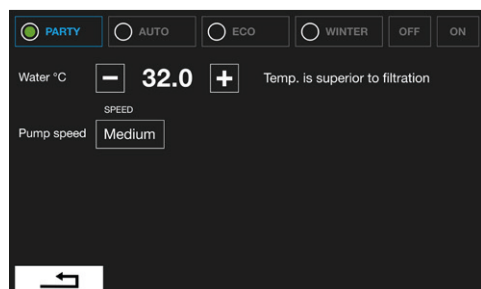 PARTY AUTO ECO WINTER OFF ON
Water °C 32.0 Temp. is superior to filtration
SPEED
Pump speed Medium